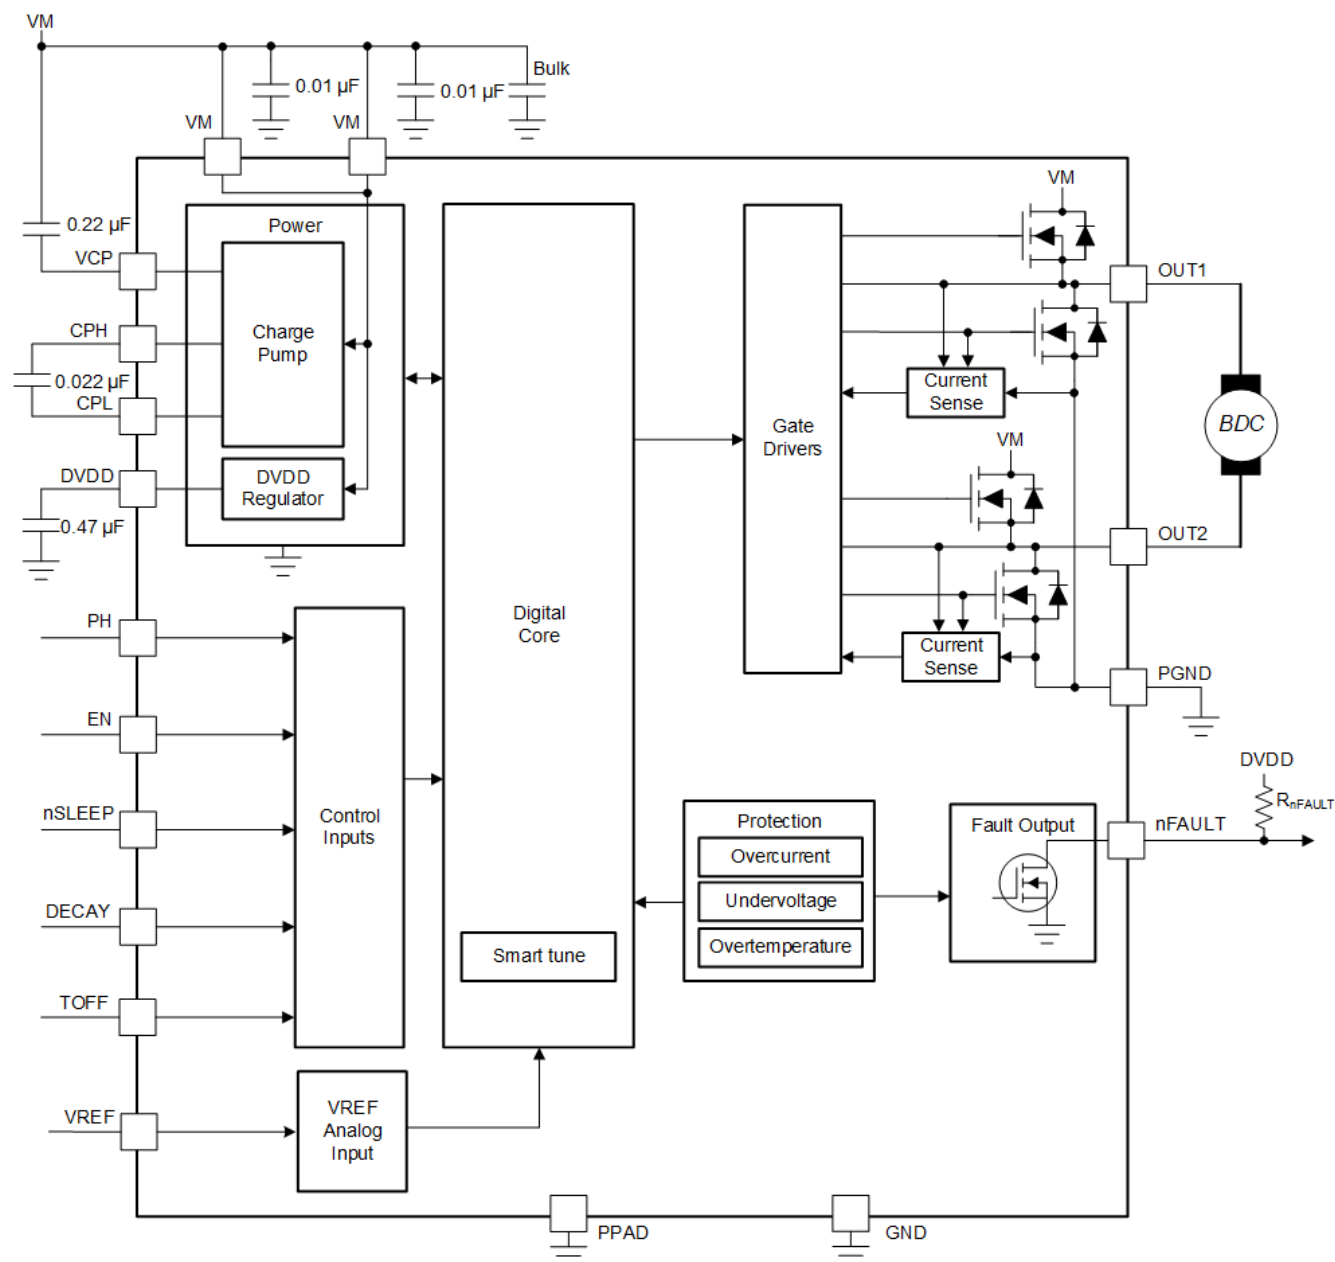 VM
0.01 µF
0.01 µF
Bulk
VM
VM
0.22 µF
VCP
CPH
0.022 µF
CPL
DVDD
0.47 µF
Power
Charge
Pump
DVDD
Regulator
PH
EN
nSLEEP
DECAY
TOFF
VREF
Control
Inputs
VREF
Analog
Input
Digital
Core
Smart tune
Gate
Drivers
VM
OUT1
Current
Sense
BDC
VM
OUT2
Current
Sense
PGND
DVDD
RnFAULT
nFAULT
Protection
Overcurrent
Undervoltage
Overtemperature
Fault Output
PPAD
GND